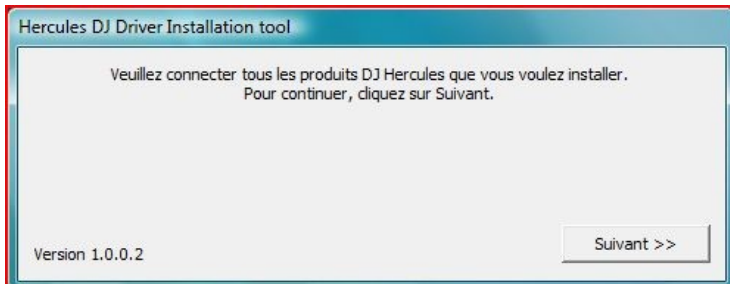 Hercules DJ Driver Installation tool
Veuillez connecter tous les produits DJ Hercules que vous voulez installer.
Pour continuer, cliquez sur Suivant.
Suivant >>
Version 1.0.0.2